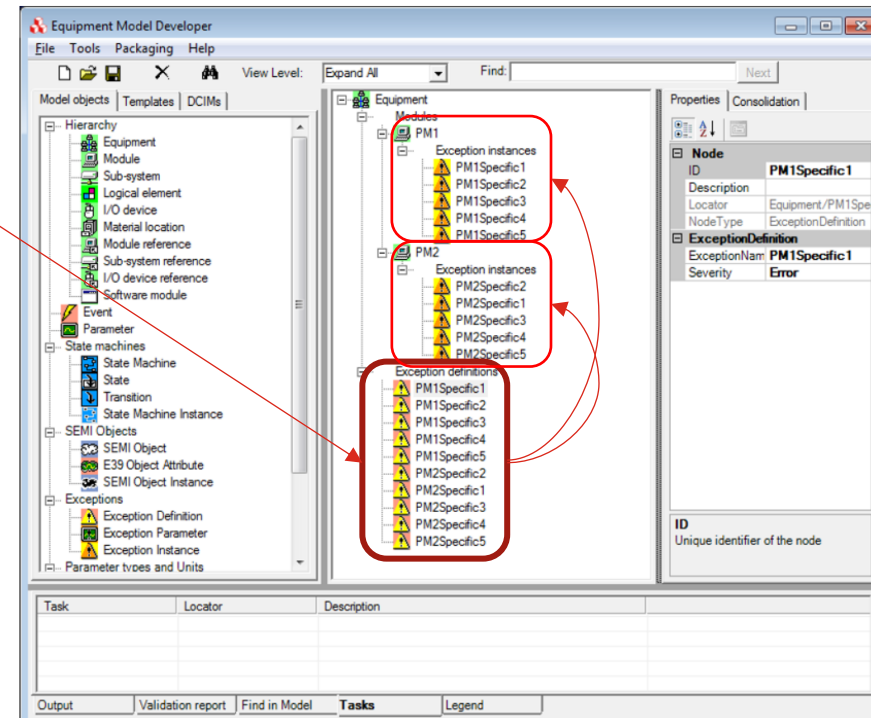 Equipment Model Developer
File Tools Packaging Help
View Level: Expand All Find: Next
Model objects Templates DCIMs
Hierarchy
Equipment
Module
Sub-system
Logical element
I/O device
Material location
Module reference
Sub-system reference
I/O device reference
Software module
Event
Parameter
State machines
State Machine
State
Transition
State Machine Instance
SEMI Objects
SEMI Object
E39 Object Attribute
SEMI Object Instance
Exceptions
Exception Definition
Exception Parameter
Exception Instance
Parameter types and Units
Equipment
Modules
PM1
Exception instances
PM1Specific1
PM1Specific2
PM1Specific3
PM1Specific4
PM1Specific5
PM2
Exception instances
PM2Specific2
PM2Specific1
PM2Specific3
PM2Specific4
PM2Specific5
Exception definitions
PM1Specific1
PM1Specific2
PM1Specific3
PM1Specific4
PM1Specific5
PM2Specific2
PM2Specific1
PM2Specific3
PM2Specific4
PM2Specific5
Properties Consolidation
Node
ID PM1Specific1
Description
Locator Equipment/PM1Spe
NodeType ExceptionDefinition
ExceptionDefinition
ExceptionNam PM1Specific1
Severity Error
ID
Unique identifier of the node
Task Locator Description
Output Validation report Find in Model Tasks Legend